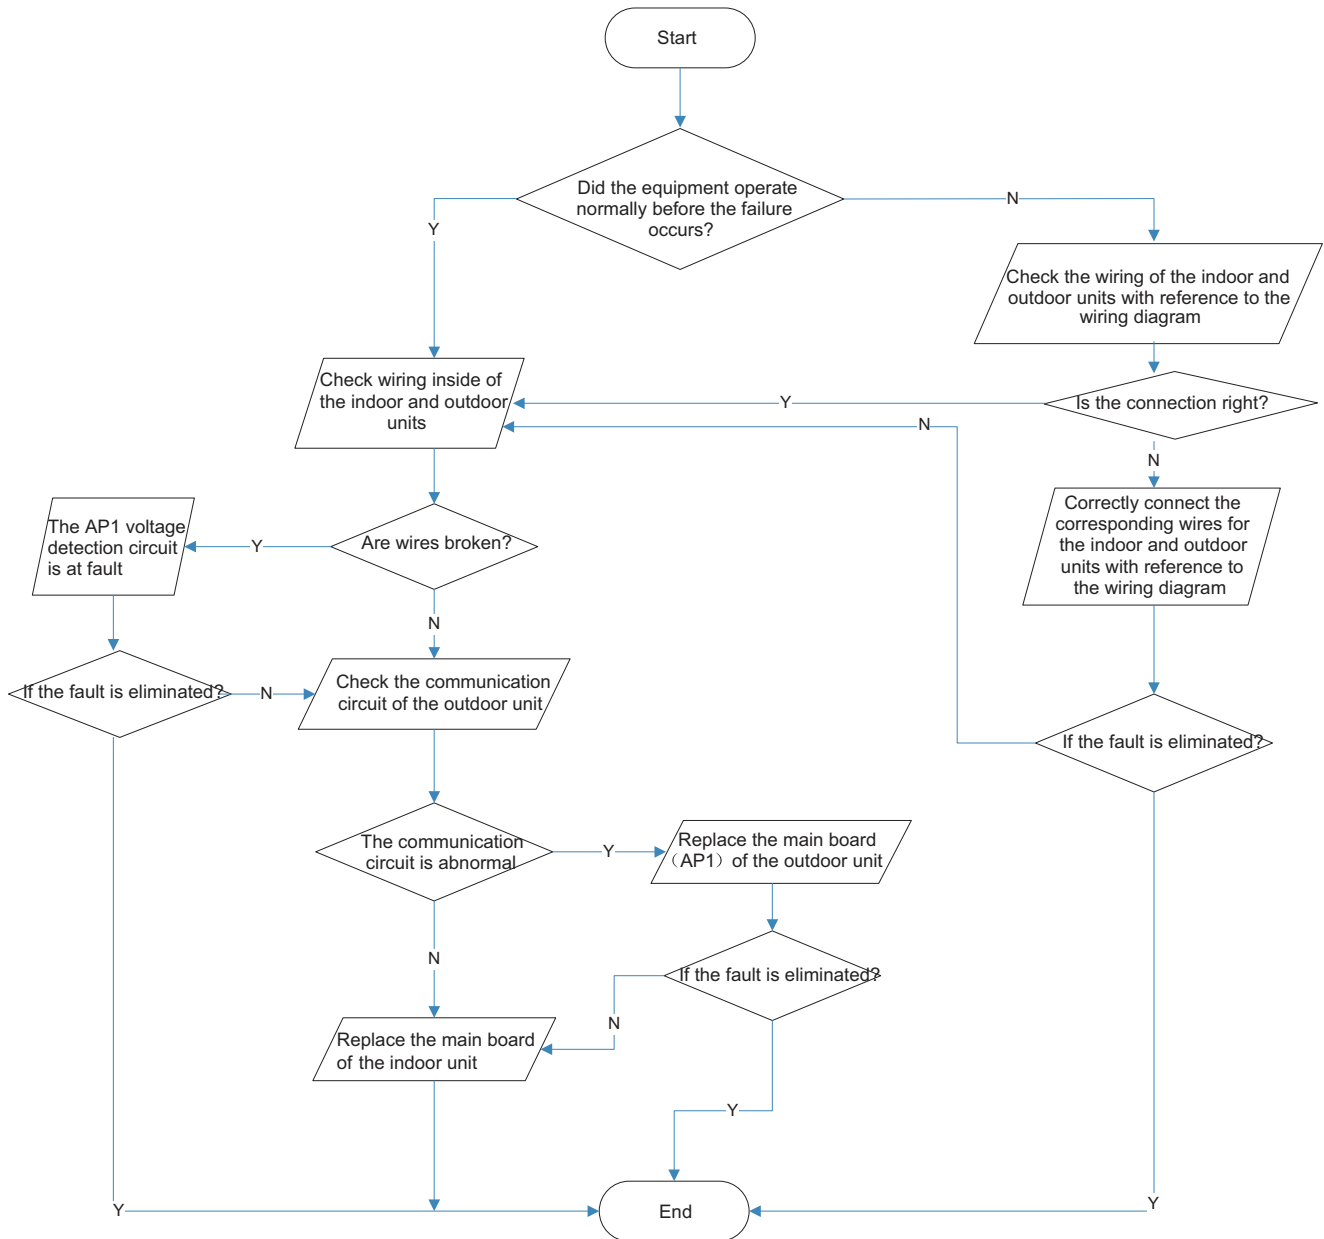 Start
Did the equipment operate
normally before the failure
occurs?
N
Y
Check the wiring of the indoor and
outdoor units with reference to the
wiring diagram
Check wiring inside of
the indoor and outdoor
units
Y
Is the connection right?
N
N
The AP1 voltage
detection circuit
is at fault
Y
Are wires broken?
Correctly connect the
corresponding wires for
the indoor and outdoor
units with reference to
the wiring diagram
N
If the fault is eliminated?
N
Check the communication
circuit of the outdoor unit
If the fault is eliminated?
The communication
circuit is abnormal
Y
Replace the main board
（AP1）of the outdoor unit
N
If the fault is eliminated?
N
Replace the main board
of the indoor unit
Y
Y
End
Y